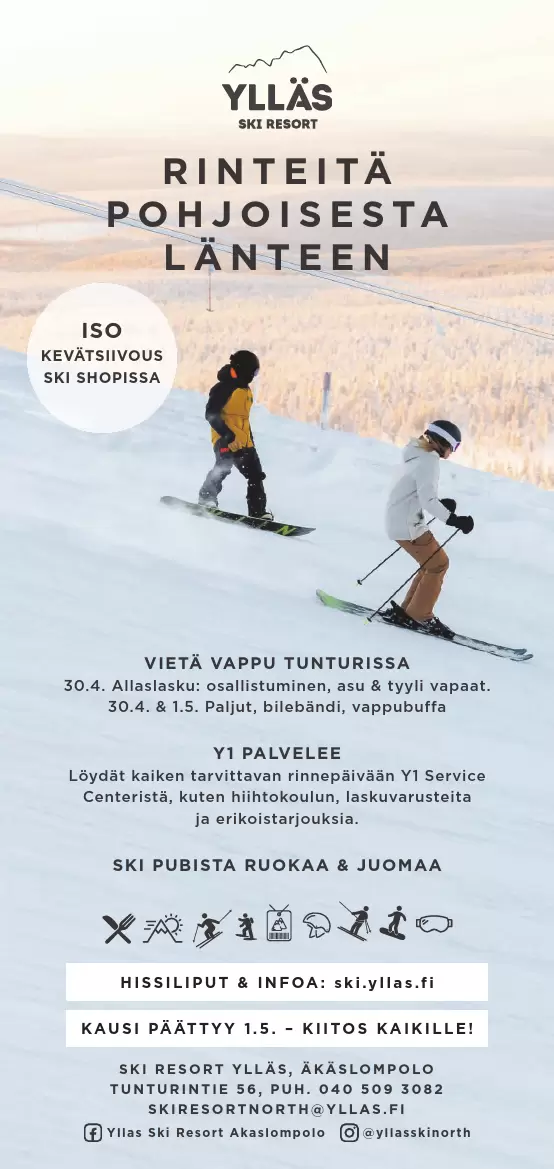 YLLÄS
SKI RESORT
RINTEITÄ
POHJOISESTA
LÄNTEEN
ISO
KEVÄTSIIVOUS
SKI SHOPISSA
VIETÄ VAPPU TUNTURISSA
30.4. Allaslasku: osallistuminen, asu & tyyli vapaat.
30.4. & 1.5. Paljut, bilebändi, vappubuffa
Y1 PALVELEE
Löydät kaiken tarvittavan rinnepäivään Y1 Service
Centeristä, kuten hiihtokoulun, laskuvarusteita
ja erikoistarjouksia.
SKI PUBISTA RUOKAA & JUOMAA
HISSILIPUT & INFOA: ski.yllas.fi
KAUSI PÄÄTTYY 1.5. – KIITOS KAIKILLE!
SKI RESORT YLLÄS, ÄKÄSLOMPOLO
TUNTURINTIE 56, PUH. 040 509 3082
SKIRESORTNORTH@YLLAS.FI
Yllas Ski Resort Akaslompolo @yllasskinorth